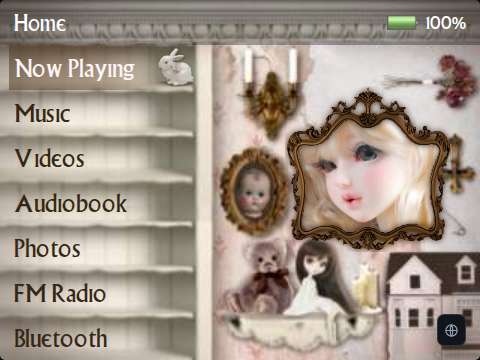 Home
100%
Now Playing
Music
Videos
Audiobook
Photos
FM Radio
Bluetooth